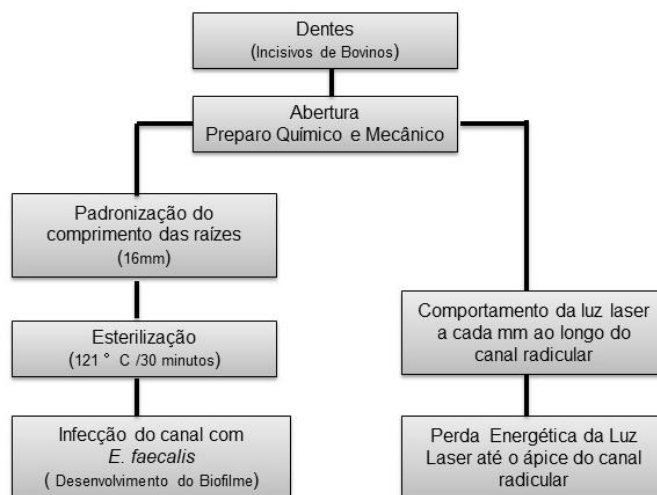 Dentes
(Incisivos de Bovinos)
Abertura
Preparo Químico e Mecânico
Padronização do
comprimento das raízes
(16mm)
Esterilização
(121 ° C /30 minutos)
Infecção do canal com
E. faecalis
( Desenvolvimento do Biofilme)
Comportamento da luz laser
a cada mm ao longo do
canal radicular
Perda Energética da Luz
Laser até o ápice do canal
radicular